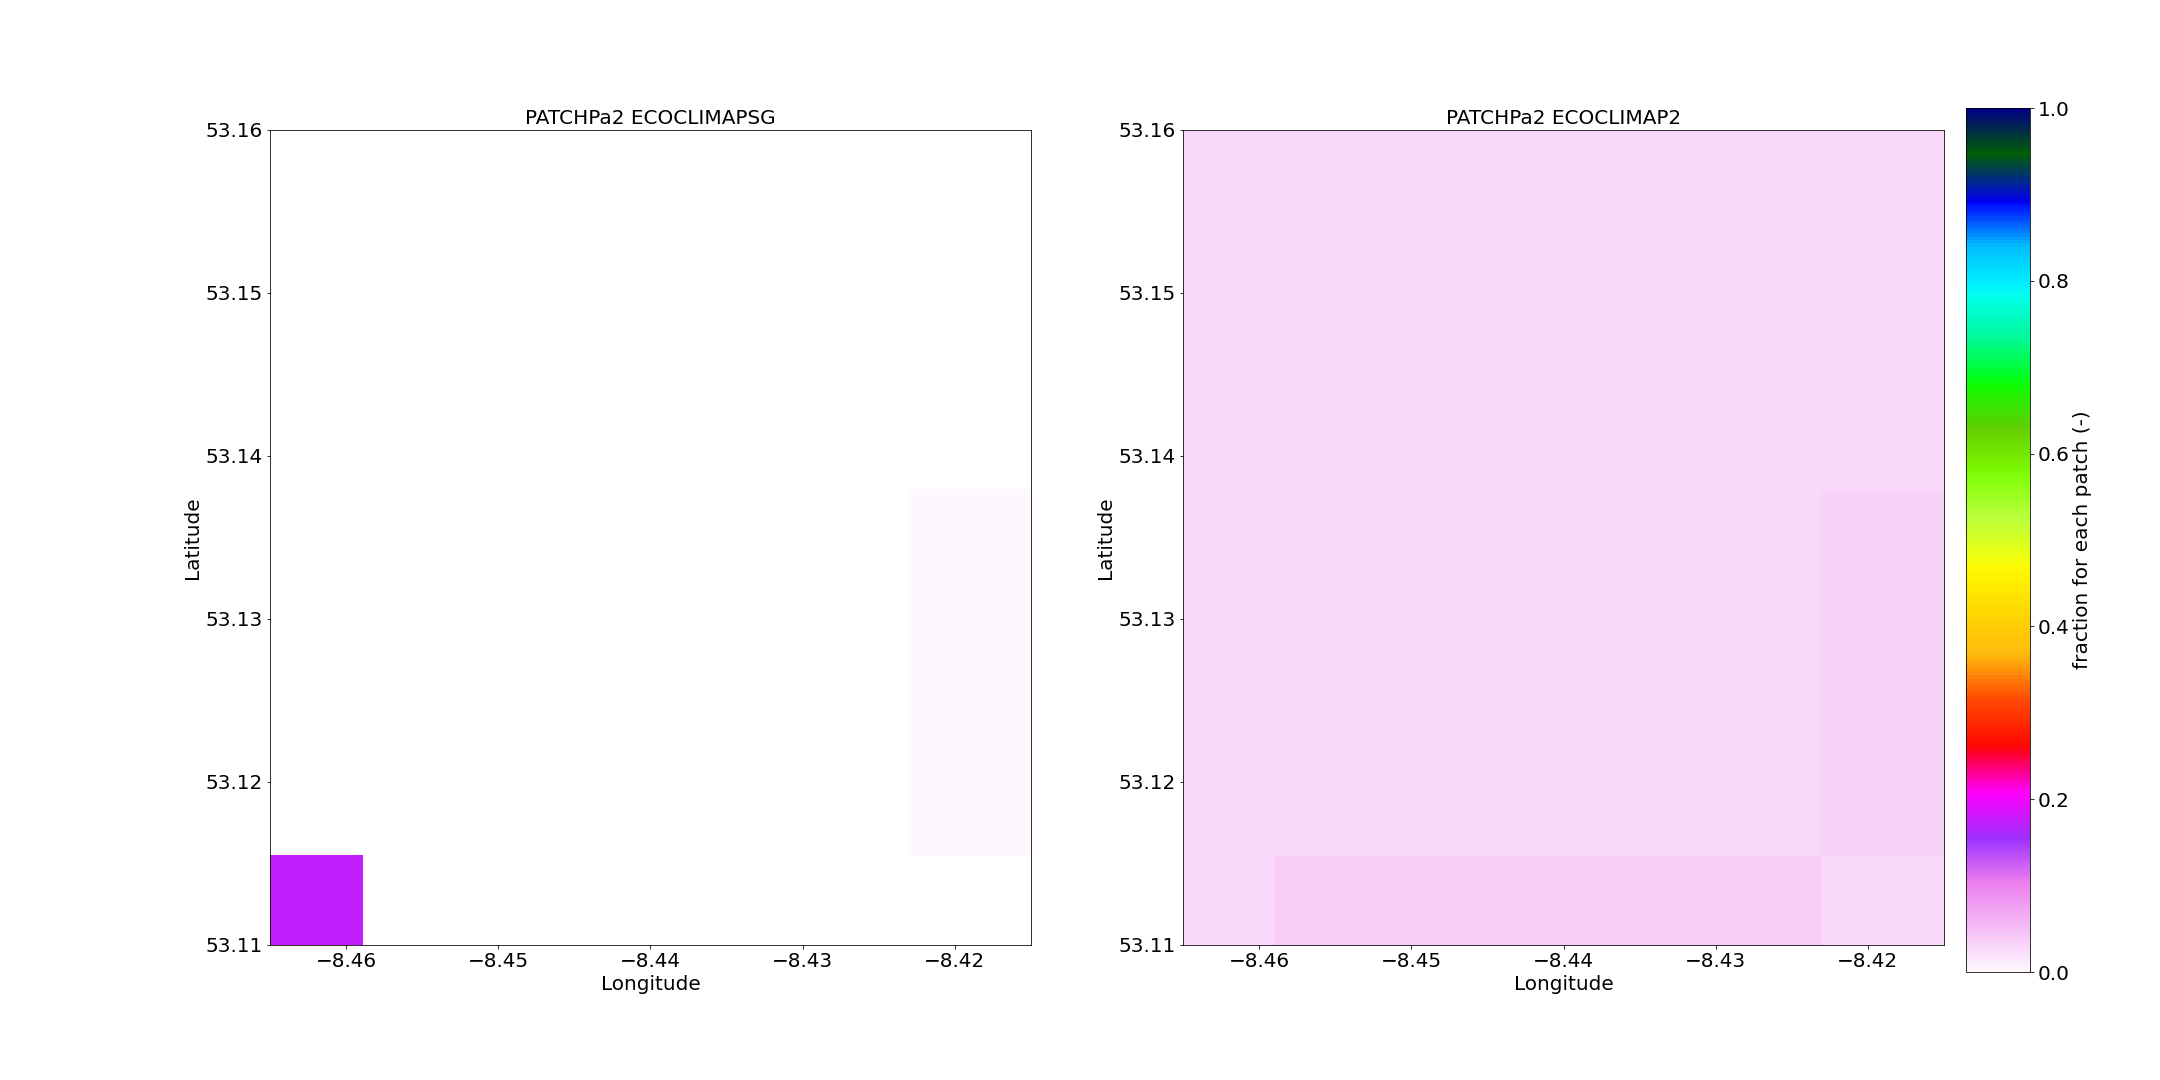 PATCHPa2 ECOCLIMAPSG
53.16
53.15
53.14
53.13
53.12
53.11
Latitude
−8.46 −8.45 −8.44 −8.43 −8.42
Longitude
PATCHPa2 ECOCLIMAP2
53.16
53.15
53.14
53.13
53.12
53.11
Latitude
−8.46 −8.45 −8.44 −8.43 −8.42
Longitude
1.0
0.8
0.6
0.4
0.2
0.0
fraction for each patch (-)